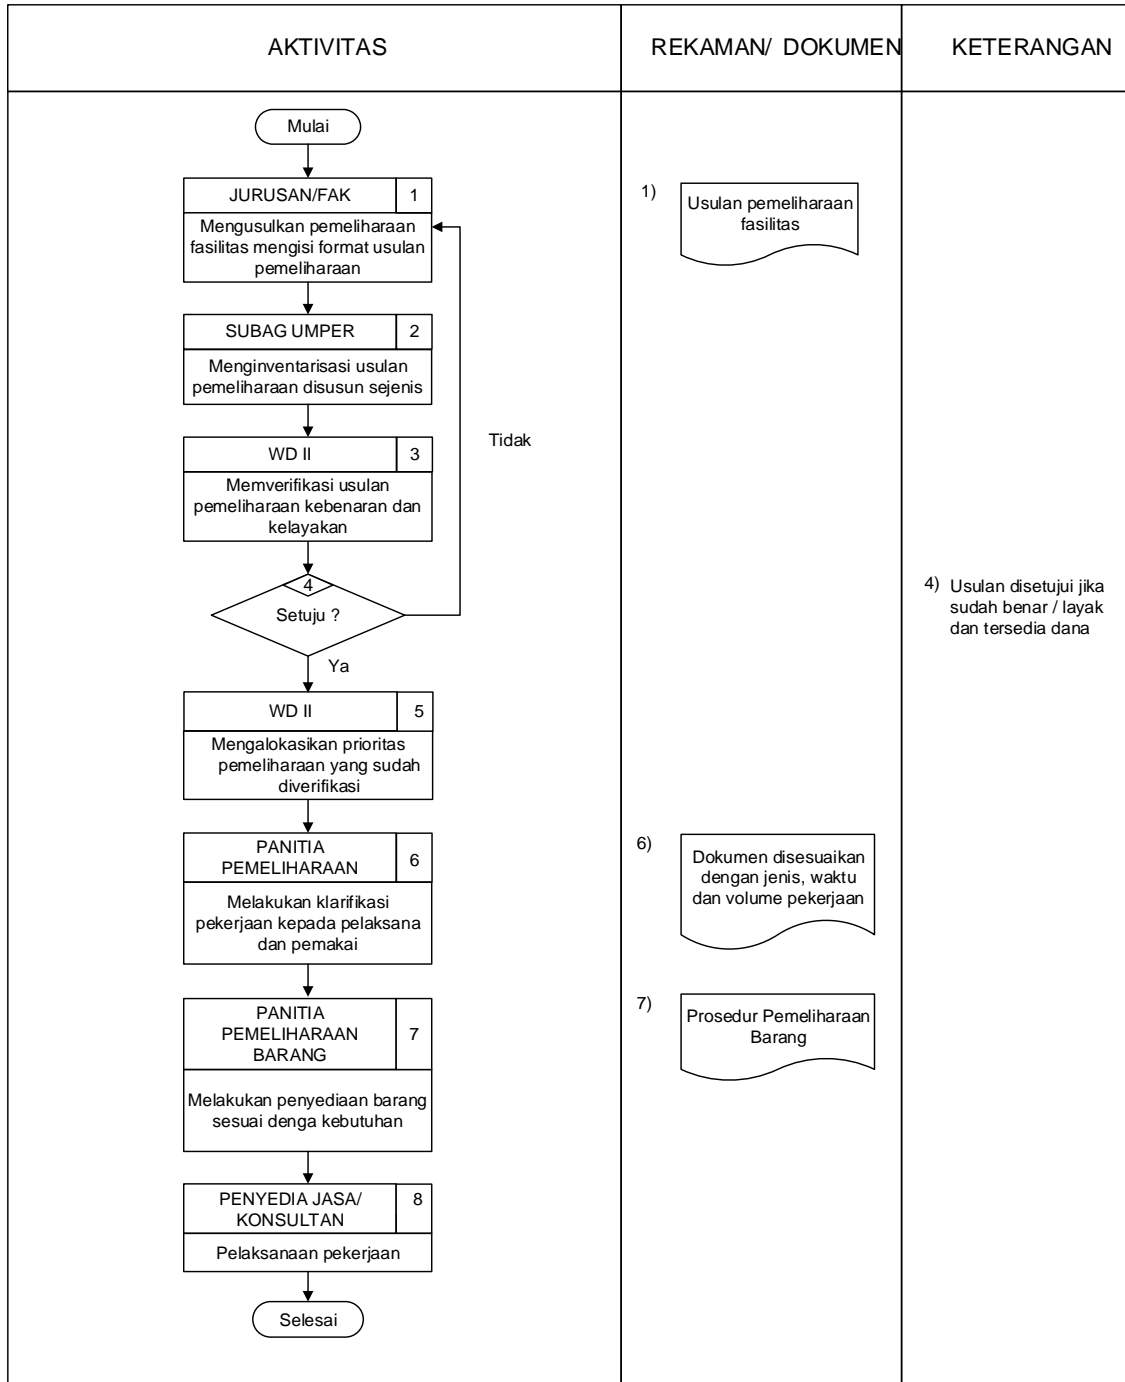 AKTIVITAS
REKAMAN/ DOKUMEN
KETERANGAN
Mulai
JURUSAN/FAK
1
Mengusulkan pemeliharaan
fasilitas mengisi format usulan
pemeliharaan
1)
Usulan pemeliharaan
fasilitas
SUBAG UMPER
2
Menginventarisasi usulan
pemeliharaan disusun sejenis
Tidak
WD II
3
Memverifikasi usulan
pemeliharaan kebenaran dan
kelayakan
4
Setuju ?
4)
Usulan disetujui jika
sudah benar / layak
dan tersedia dana
Ya
WD II
5
Mengalokasikan prioritas
pemeliharaan yang sudah
diverifikasi
PANITIA
PEMELIHARAAN
6
Melakukan klarifikasi
pekerjaan kepada pelaksana
dan pemakai
6)
Dokumen disesuaikan
dengan jenis, waktu
dan volume pekerjaan
PANITIA
PEMELIHARAAN
BARANG
7
Melakukan penyediaan barang
sesuai denga kebutuhan
7)
Prosedur Pemeliharaan
Barang
PENYEDIA JASA/
KONSULTAN
8
Pelaksanaan pekerjaan
Selesai